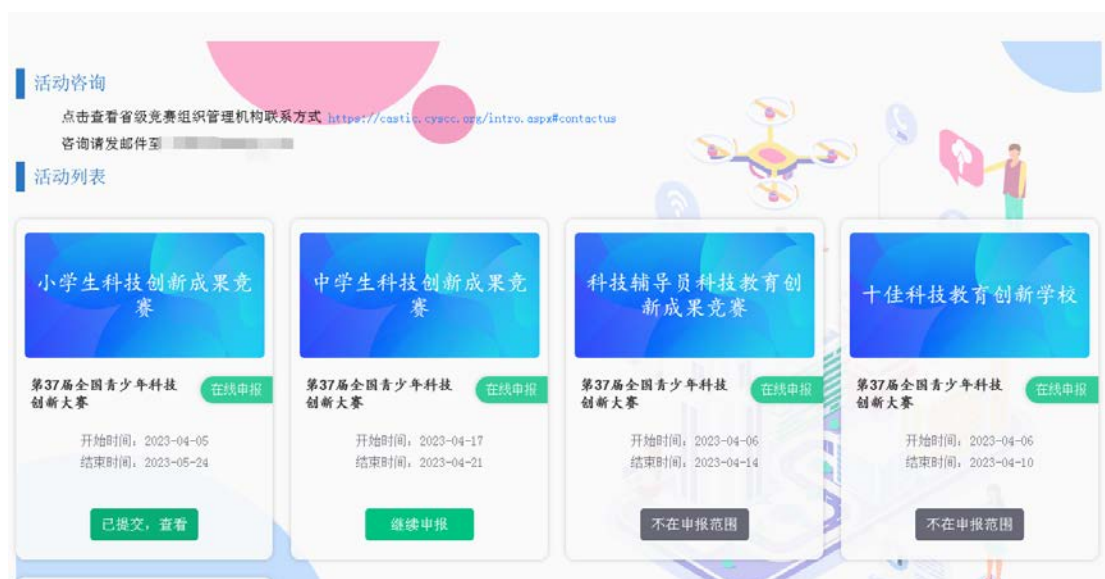 活动咨询
点击查看省级竞赛组织管理机构联系方式 https://castic.cyscc.org/intro.aspx#contactus
咨询请发邮件至
活动列表
小学生科技创新成果竞
赛
第37届全国青少年科技
创新大赛
在线申报
开始时间：2023-04-05
结束时间：2023-05-24
已提交，查看
中学生科技创新成果竞
赛
第37届全国青少年科技
创新大赛
在线申报
开始时间：2023-04-17
结束时间：2023-04-21
继续申报
科技辅导员科技教育创
新成果竞赛
第37届全国青少年科技
创新大赛
在线申报
开始时间：2023-04-06
结束时间：2023-04-14
不在申报范围
十佳科技教育创新学校
第37届全国青少年科技
创新大赛
在线申报
开始时间：2023-04-06
结束时间：2023-04-10
不在申报范围